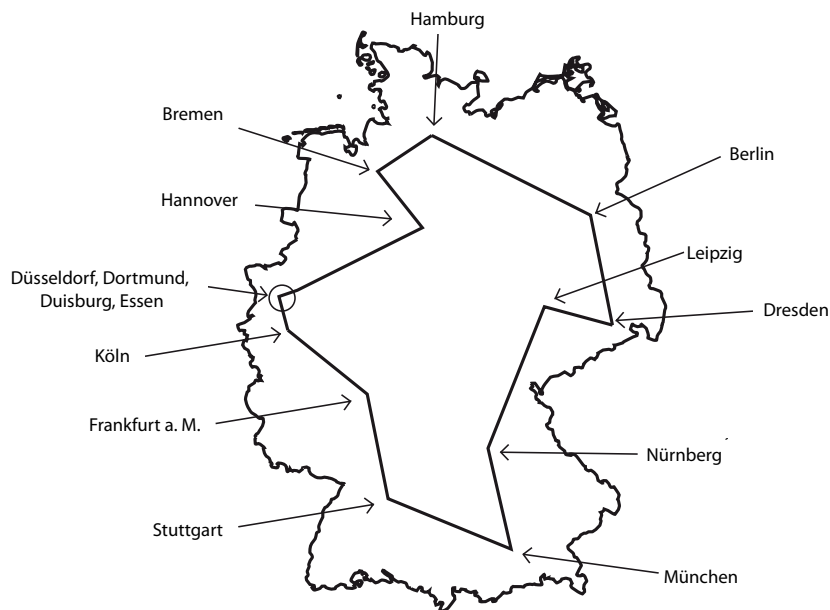 Hamburg
Bremen
Berlin
Hannover
Leipzig
Düsseldorf, Dortmund,
Duisburg, Essen
Dresden
Köln
Frankfurt a. M.
Nürnberg
Stuttgart
München